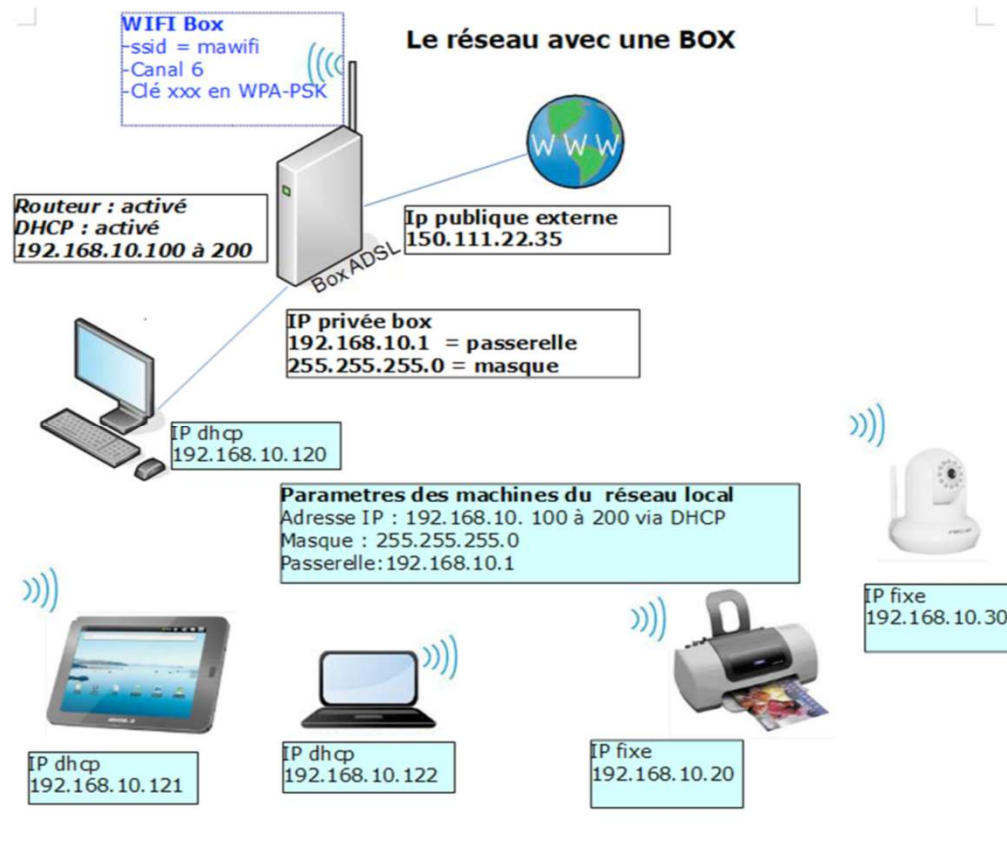 WIFI Box
-ssid = mawifi
-Canal 6
-Clé xxx en WPA-PSK
Le réseau avec une BOX
W W W
Routeur : activé
DHCP : activé
192.168.10.100 à 200
Ip publique externe
150.111.22.35
Box ADSL
IP privée box
192.168.10.1 = passerelle
255.255.255.0 = masque
IP dhcp
192.168.10.120
Parametres des machines du réseau local
Adresse IP : 192.168.10. 100 à 200 via DHCP
Masque : 255.255.255.0
Passerelle:192.168.10.1
IP fixe
192.168.10.30
IP dhcp
192.168.10.121
IP dhcp
192.168.10.122
IP fixe
192.168.10.20